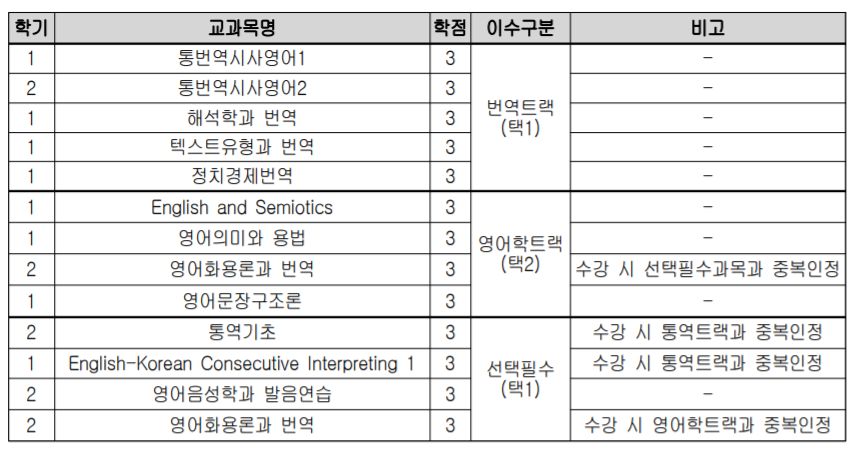 학기 교과목명 학점 이수구분 비고
1 통번역시사영어1 3 번역트랙 (택1) -
2 통번역시사영어2 3 -
1 해석학과 번역 3 -
1 텍스트유형과 번역 3 -
1 정치경제번역 3 -
1 English and Semiotics 3 영어학트랙 (택2) -
1 영어의미와 용법 3 -
2 영어화용론과 번역 3 수강 시 선택필수과목과 중복인정
1 영어문장구조론 3 -
2 통역기초 3 선택필수 (택1) 수강 시 통역트랙과 중복인정
1 English-Korean Consecutive Interpreting 1 3 수강 시 통역트랙과 중복인정
2 영어음성학과 발음연습 3 -
2 영어화용론과 번역 3 수강 시 영어학트랙과 중복인정